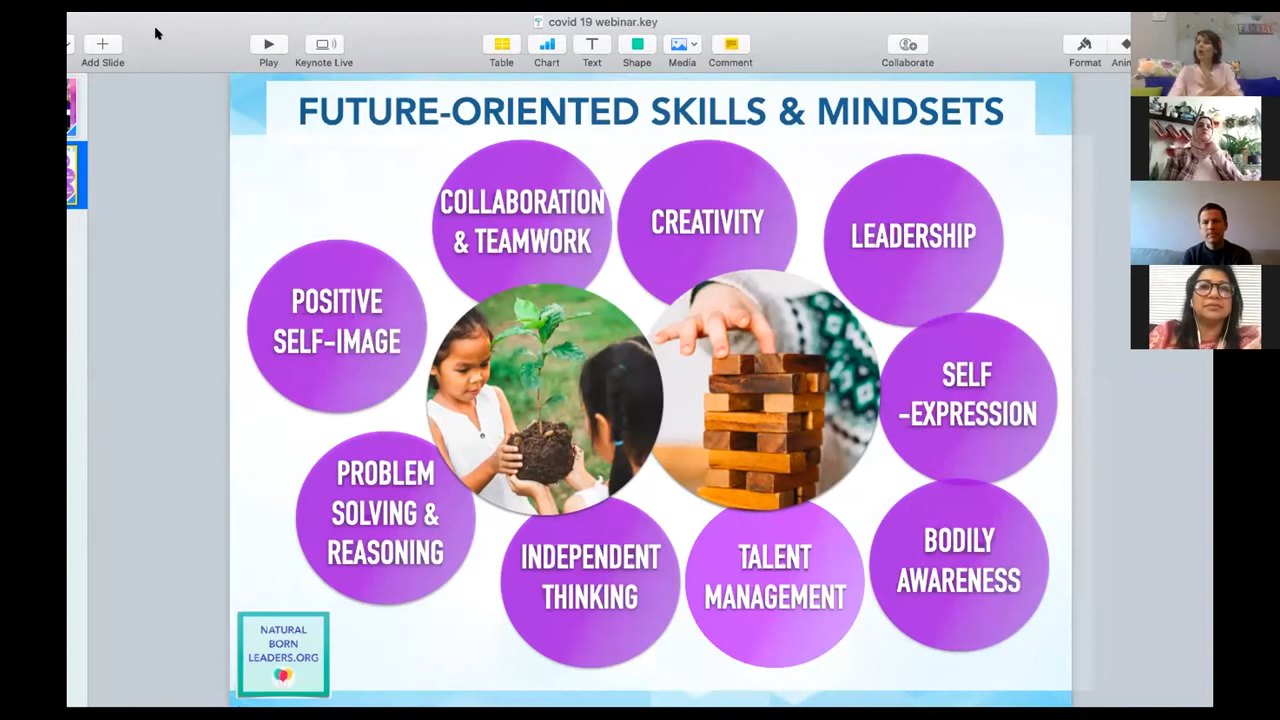 covid 19 webinar.key
Add Slide
Play
Keynote Live
Table
Chart
Text
Shape
Media
Comment
Collaborate
Format
FUTURE-ORIENTED SKILLS & MINDSETS
COLLABORATION
& TEAMWORK
CREATIVITY
LEADERSHIP
POSITIVE
SELF-IMAGE
SELF
-EXPRESSION
PROBLEM
SOLVING &
REASONING
INDEPENDENT
THINKING
TALENT
MANAGEMENT
BODILY
AWARENESS
NATURAL
BORN
LEADERS.ORG